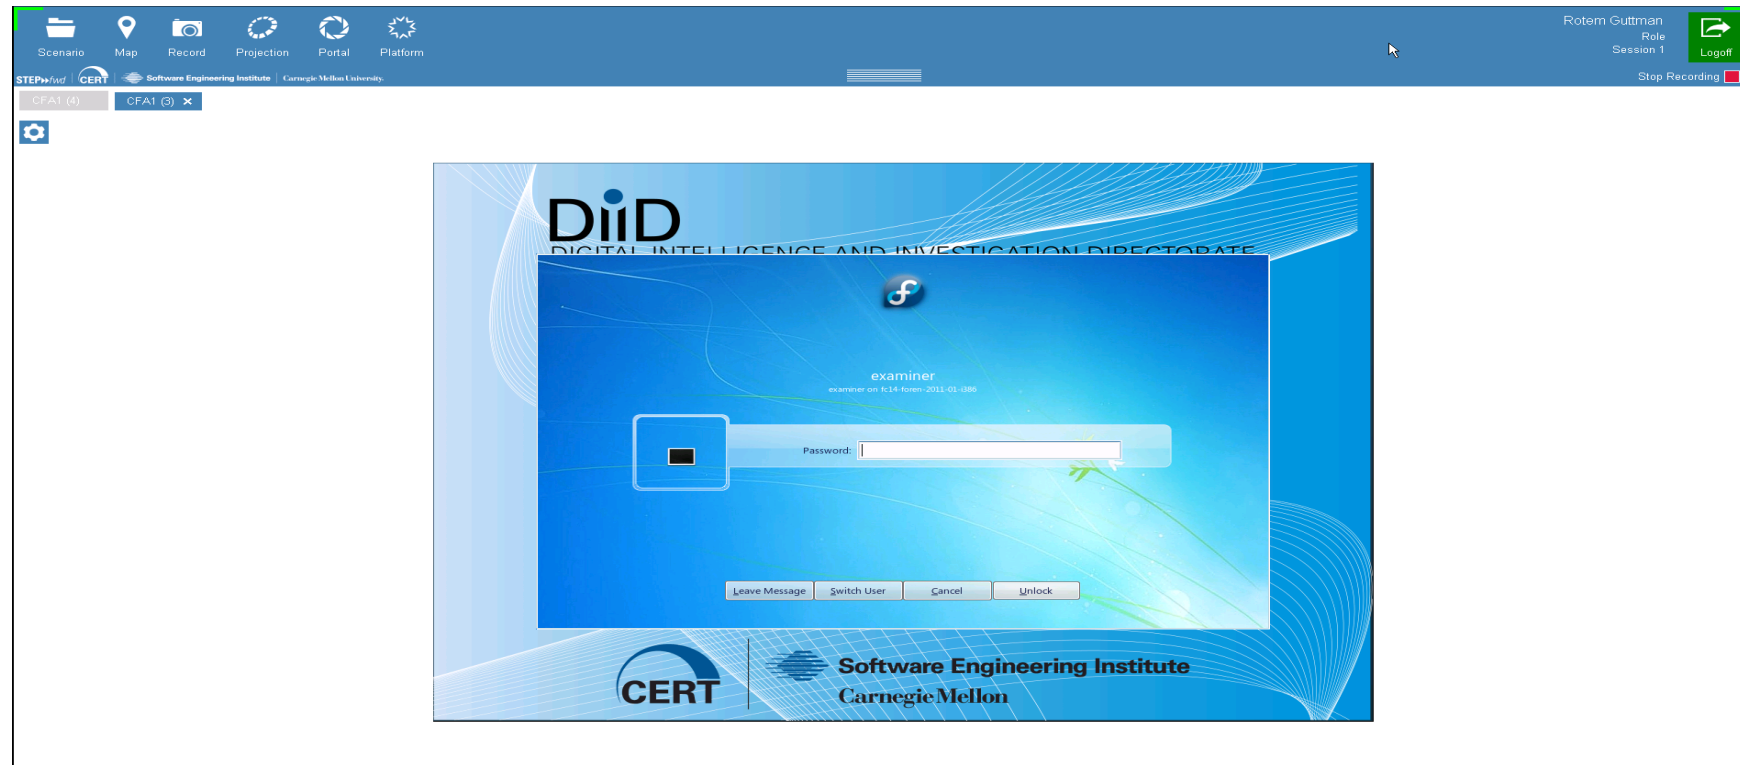 Scenario Map Record Projection Portal Platform
Rotem Guttman
Role
Session 1
Logoff
STEP»fwd CERT Software Engineering Institute Carnegie Mellon University.
Stop Recording
CFA1 (4) CFA1 (3) ×
DiiD
DIGITAL INTELLIGENCE AND INVESTIGATION DIRECTORATE
examiner
examiner on fc14-foren-2011-01-i386
Password:
Leave Message Switch User Cancel Unlock
CERT
Software Engineering Institute
Carnegie Mellon